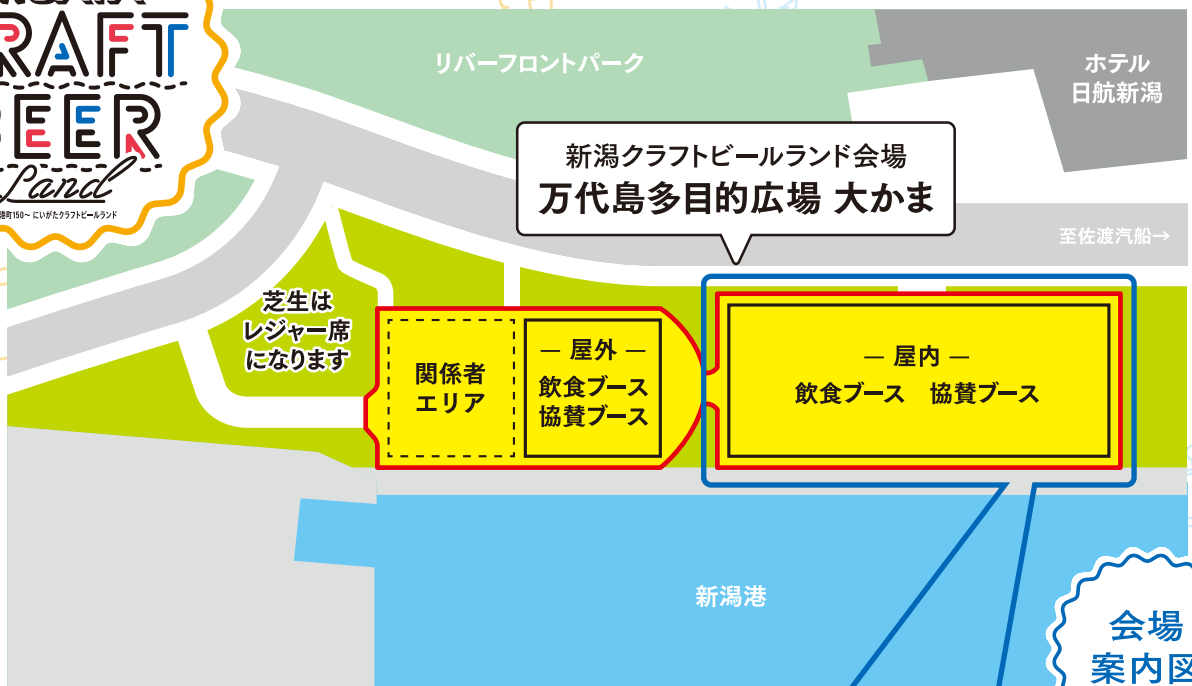 CRAFT
BEER
Land
港町150〜 にいがたクラフトビールランド
リバーフロントパーク
ホテル
日航新潟
新潟クラフトビールランド会場
万代島多目的広場 大かま
至佐渡汽船→
芝生は
レジャー席
になります
関係者
エリア
― 屋外 ―
飲食ブース
協賛ブース
― 屋内 ―
飲食ブース 協賛ブース
新潟港
会場
案内図